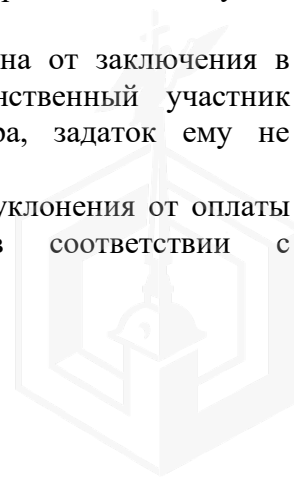 на от заключения в
нственный участник
ра, задаток ему не
уклонения от оплаты
в соответствии с